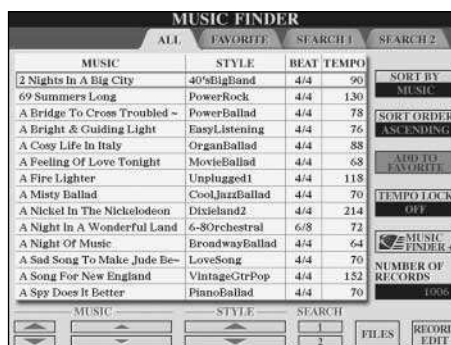 MUSIC FINDER
ALL FAVORITE SEARCH 1 SEARCH 2
MUSIC STYLE BEAT TEMPO
2 Nights In A Big City 40'sBigBand 4/4 90
69 Summers Long PowerRock 4/4 130
A Bridge To Cross Troubled ~ PowerBallad 4/4 78
A Bright & Guiding Light EasyListening 4/4 76
A Cosy Life In Italy OrganBallad 4/4 88
A Feeling Of Love Tonight MovieBallad 4/4 68
A Fire Lighter Unplugged1 4/4 118
A Misty Ballad CoolJazzBallad 4/4 70
A Nickel In The Nickelodeon Dixieland2 4/4 214
A Night In A Wonderful Land 6-8Orchestral 6/8 72
A Night Of Music BroadwayBallad 4/4 64
A Sad Song To Make Jude Be~ LoveSong 4/4 70
A Song For New England VintageGtrPop 4/4 152
A Spy Does It Better PianoBallad 4/4 70
SORT BY
MUSIC
SORT ORDER
ASCENDING
ADD TO
FAVORITE
TEMPO LOCK
OFF
MUSIC
FINDER +
NUMBER OF
RECORDS
1006
MUSIC STYLE SEARCH
1
2
FILES
RECORD
EDIT